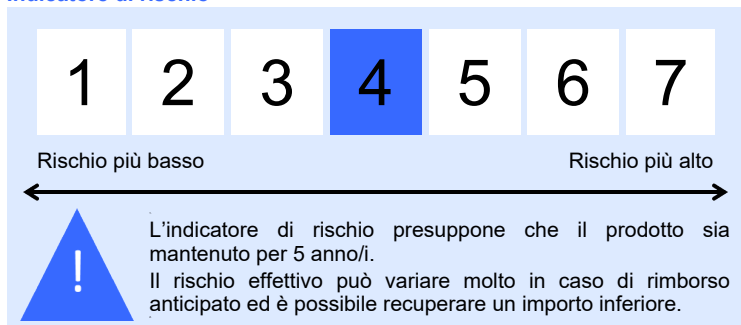 1 2 3 4 5 6 7
Rischio più basso Rischio più alto
!
L'indicatore di rischio presuppone che il prodotto sia
mantenuto per 5 anno/i.
Il rischio effettivo può variare molto in caso di rimborso
anticipato ed è possibile recuperare un importo inferiore.